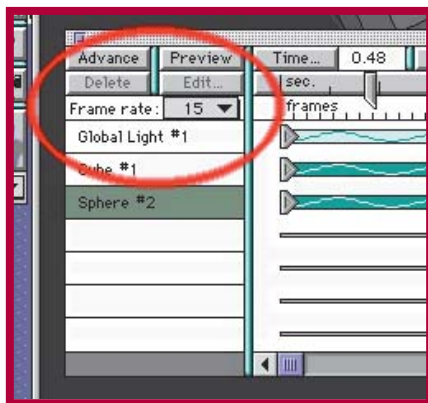 Advance Preview Time... 0.48
Delete Edit... sec.
Frame rate: 15 frames
Global Light #1
Cube #1
Sphere #2